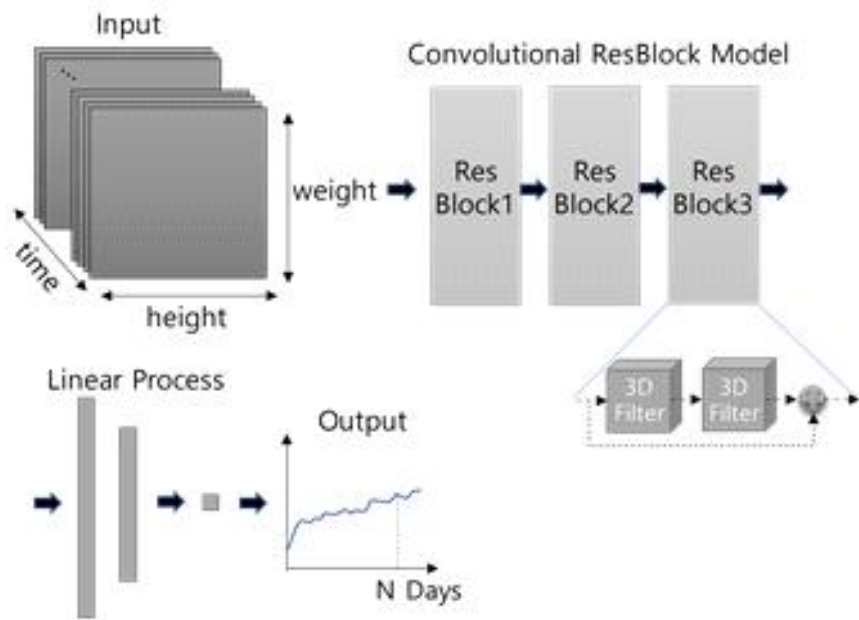 Input
Convolutional ResBlock Model
weight
time
height
Res
Block1
Res
Block2
Res
Block3
3D
Filter
3D
Filter
Linear Process
Output
N Days